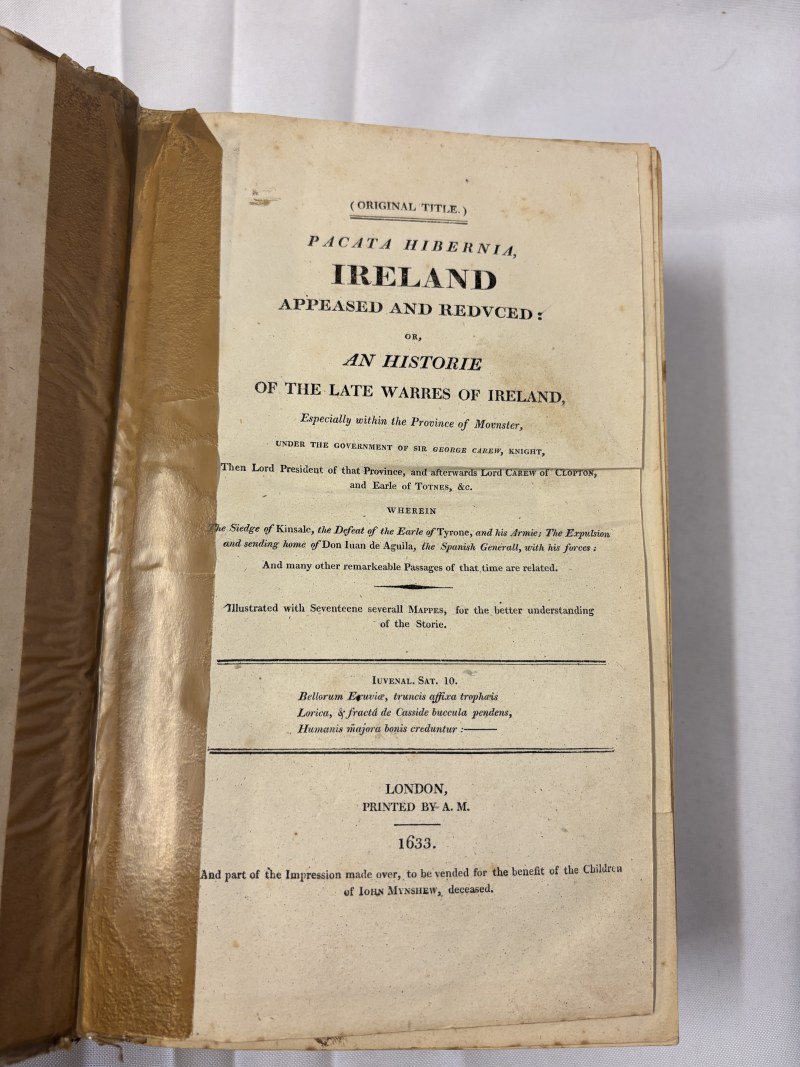 ( ORIGINAL TITLE. )
PACATA HIBERNIA,
IRELAND
APPEASED AND REDVCED:
OR,
AN HISTORIE
OF THE LATE WARRES OF IRELAND,
Especially within the Province of Movnster,
UNDER THE GOVERNMENT OF SIR GEORGE CAREW, KNIGHT,
Then Lord President of that Province, and afterwards Lord CAREW of CLOPTON,
and Earle of TOTNES, &c.
WHEREIN
The Siedge of Kinsale, the Defeat of the Earle of Tyrone, and his Armie; The Expulsion
and sending home of Don Iuan de Aguila, the Spanish Generall, with his forces:
And many other remarkeable Passages of that time are related.
Illustrated with Seventeene severall MAPPES, for the better understanding
of the Storie.
IUVENAL. SAT. 10.
Bellorum Exuviæ, truncis affixa trophæis
Lorica, & fractá de Casside buccula pendens,
Humanis majora bonis creduntur :———
LONDON,
PRINTED BY A. M.
1633.
And part of the Impression made over, to be vended for the benefit of the Children
of IOHN MYNSHEW, deceased.